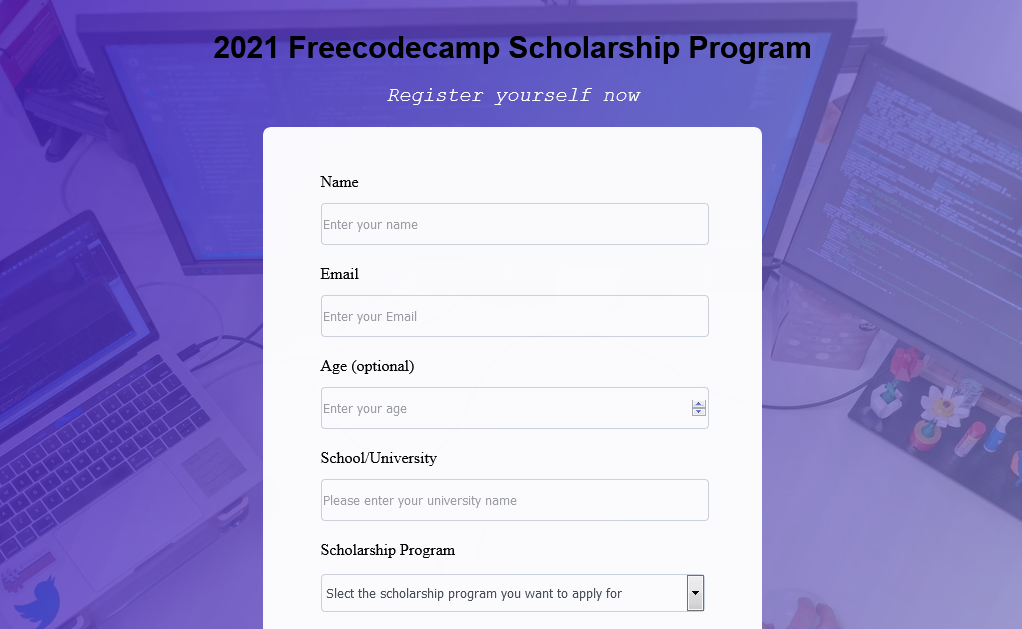 2021 Freecodecamp Scholarship Program
Register yourself now
Name
Enter your name
Email
Enter your Email
Age (optional)
Enter your age
School/University
Please enter your university name
Scholarship Program
Slect the scholarship program you want to apply for